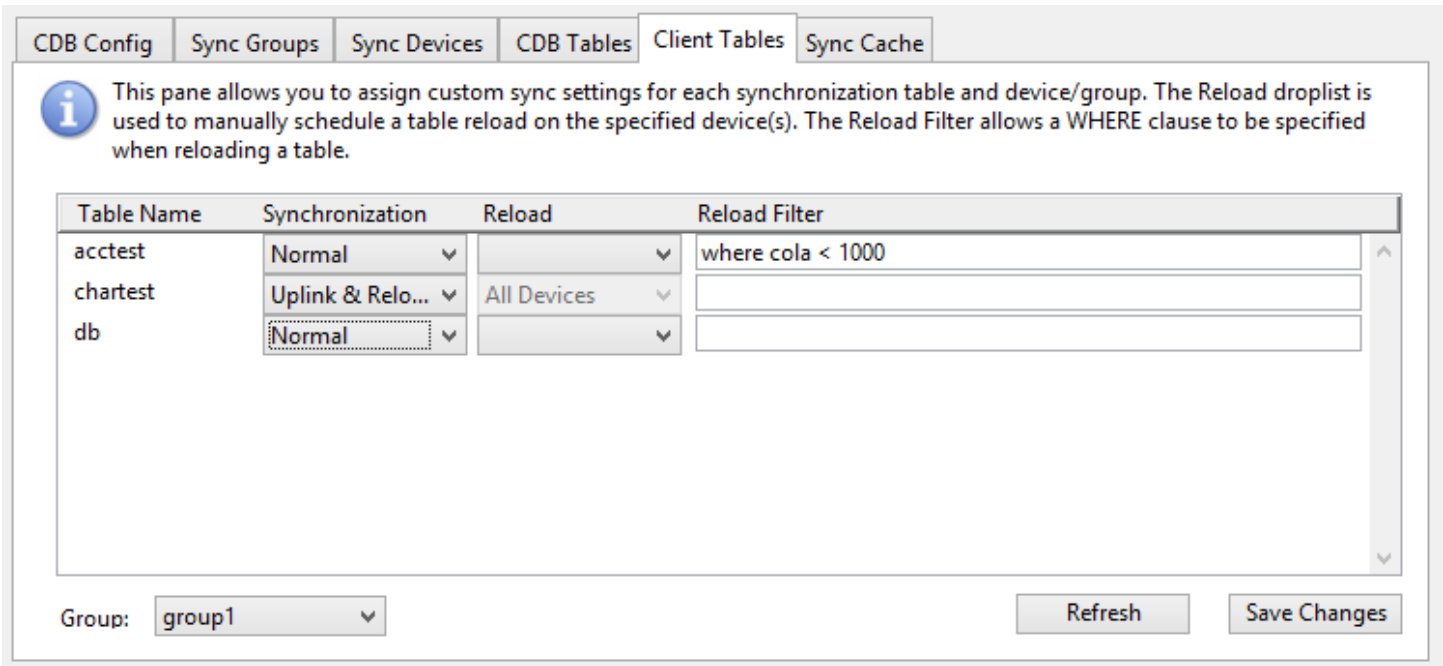 CDB Config Sync Groups Sync Devices CDB Tables Client Tables Sync Cache
This pane allows you to assign custom sync settings for each synchronization table and device/group. The Reload droplist is
used to manually schedule a table reload on the specified device(s). The Reload Filter allows a WHERE clause to be specified
when reloading a table.
Table Name Synchronization Reload Reload Filter
acctest Normal where cola < 1000
chartest Uplink & Relo... All Devices
db Normal
Group: group1 Refresh Save Changes